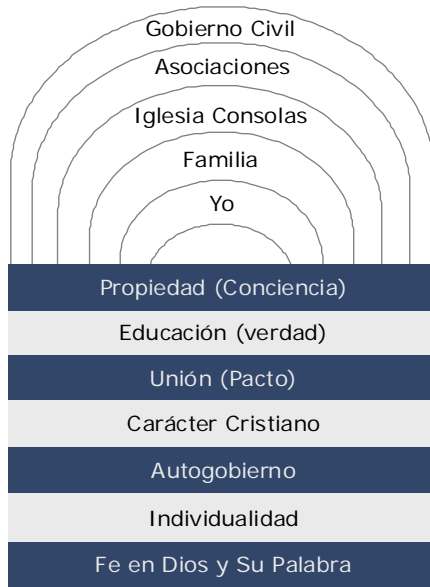 Gobierno Civil
Asociaciones
Iglesia Consolas
Familia
Yo
Propiedad (Conciencia)
Educación (verdad)
Unión (Pacto)
Carácter Cristiano
Autogobierno
Individualidad
Fe en Dios y Su Palabra